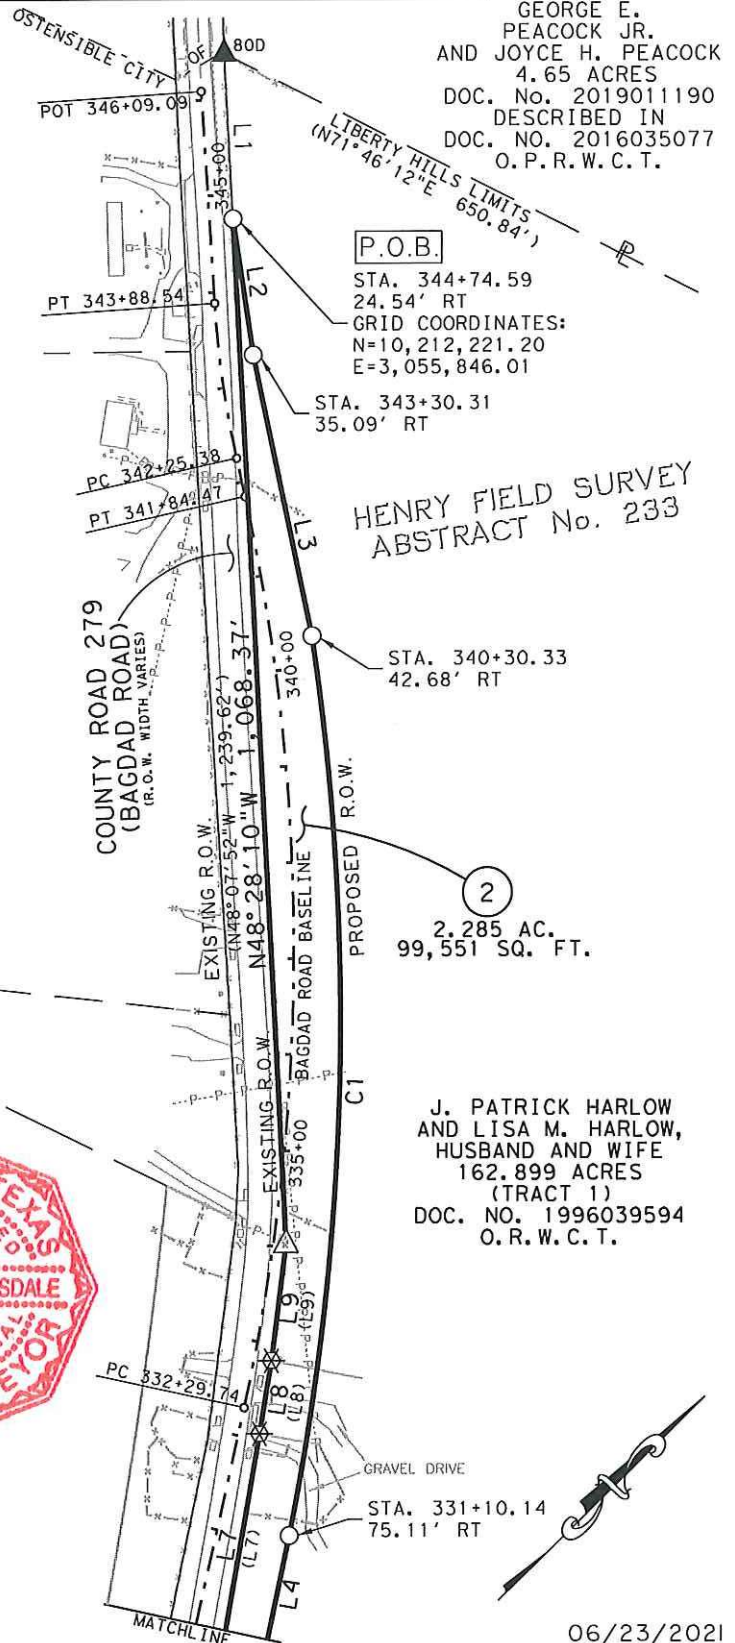 GEORGE E.
PEACOCK JR.
AND JOYCE H. PEACOCK
4.65 ACRES
DOC. No. 2019011190
DESCRIBED IN
DOC. NO. 2016035077
O.P.R.W.C.T.
OSTENSIBLE CITY OF
80D
LIBERTY HILLS LIMITS
(N71°46'12"E 650.84')
POT 346+09.09
L1
345+00
P.O.B.
STA. 344+74.59
24.54' RT
GRID COORDINATES:
N=10,212,221.20
E=3,055,846.01
L2
PT 343+88.54
STA. 343+30.31
35.09' RT
PC 342+25.38
PT 341+84.47
L3
HENRY FIELD SURVEY
ABSTRACT No. 233
COUNTY ROAD 279
(BAGDAD ROAD)
(R.O.W. WIDTH VARIES)
340+00
STA. 340+30.33
42.68' RT
EXISTING R.O.W.
(N48°07'52"W 1,239.62')
N48°28'10"W 1,068.37'
BAGDAD ROAD BASELINE
PROPOSED R.O.W.
2
2.285 AC.
99,551 SQ. FT.
EXISTING R.O.W.
335+00
C1
J. PATRICK HARLOW
AND LISA M. HARLOW,
HUSBAND AND WIFE
162.899 ACRES
(TRACT 1)
DOC. NO. 1996039594
O.R.W.C.T.
TEXAS
SDALE
L9
(L9)
PC 332+29.74
L8
(L8)
GRAVEL DRIVE
STA. 331+10.14
75.11' RT
L7
(L7)
L4
MATCHLINE
06/23/2021